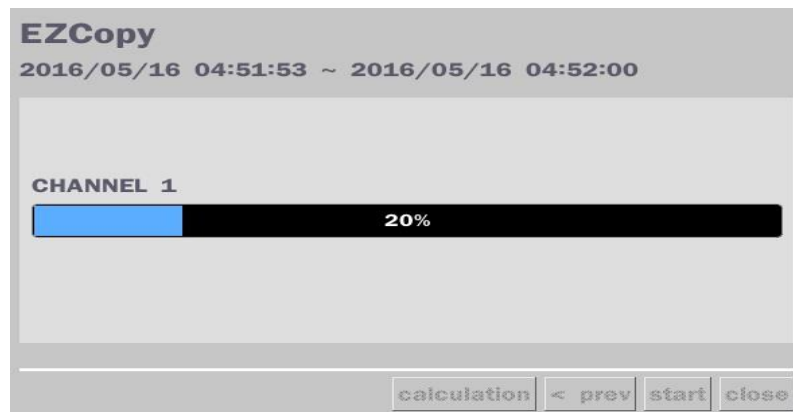 EZCopy
2016/05/16 04:51:53 ~ 2016/05/16 04:52:00
CHANNEL 1
20%
calculation < prev start close